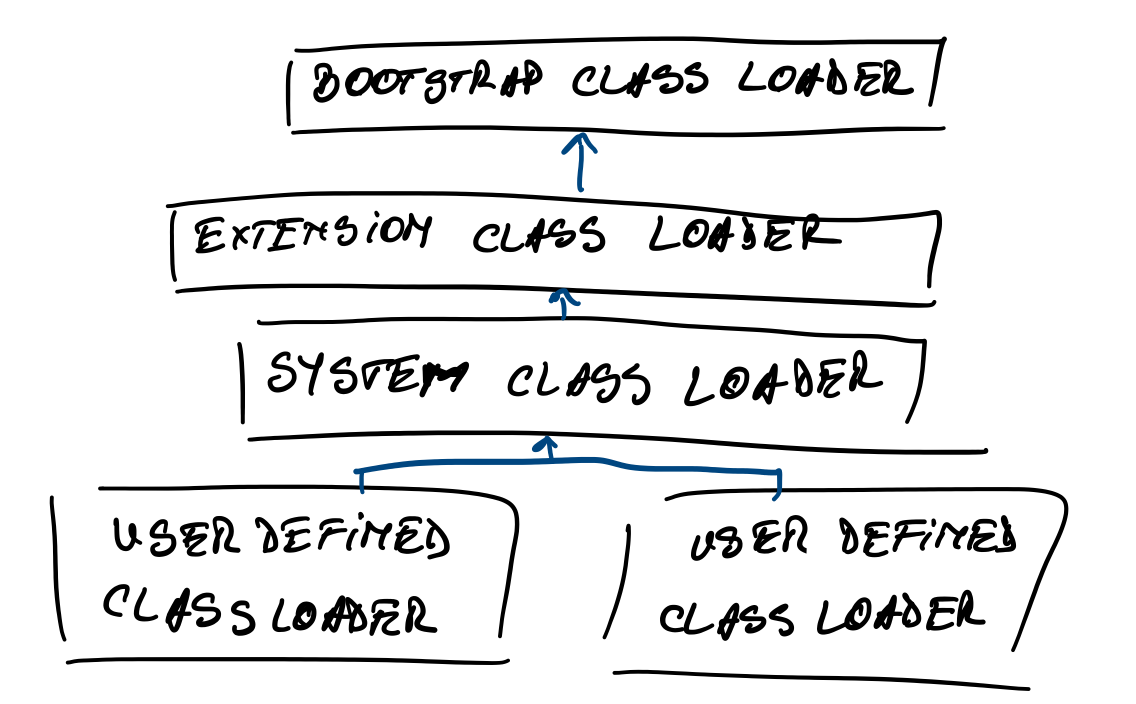 BOOTSTRAP CLASS LOADER
EXTENSION CLASS LOADER
SYSTEM CLASS LOADER
USER DEFINED
CLASS LOADER
USER DEFINED
CLASS LOADER